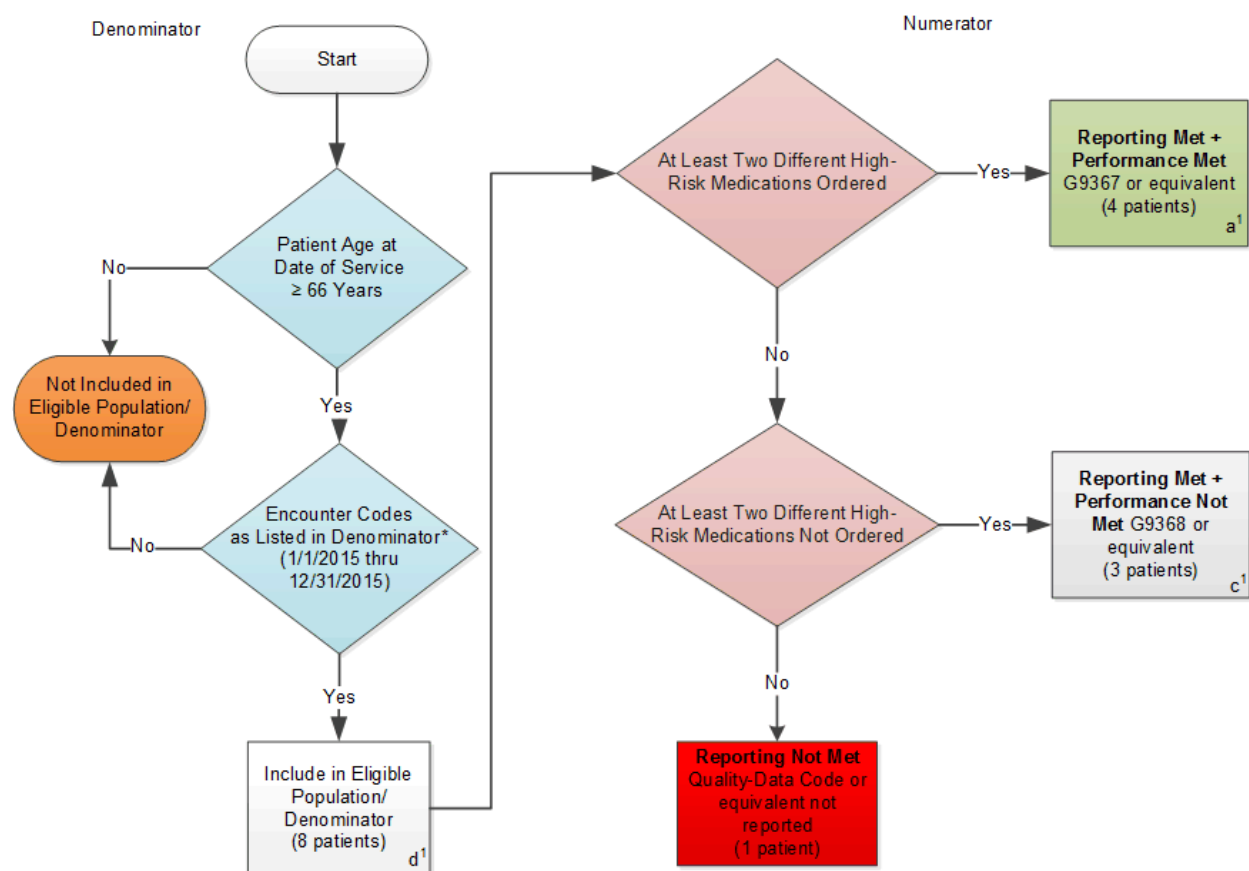 Denominator
Numerator
Start
Patient Age at
Date of Service
≥ 66 Years
No
Not Included in
Eligible Population/
Denominator
Yes
Encounter Codes
as Listed in Denominator*
(1/1/2015 thru
12/31/2015)
No
Yes
Include in Eligible
Population/
Denominator
(8 patients)
d¹
At Least Two Different High-
Risk Medications Ordered
Yes
Reporting Met +
Performance Met
G9367 or equivalent
(4 patients)
a¹
No
At Least Two Different High-
Risk Medications Not Ordered
Yes
Reporting Met +
Performance Not
Met G9368 or
equivalent
(3 patients)
c¹
No
Reporting Not Met
Quality-Data Code or
equivalent not
reported
(1 patient)